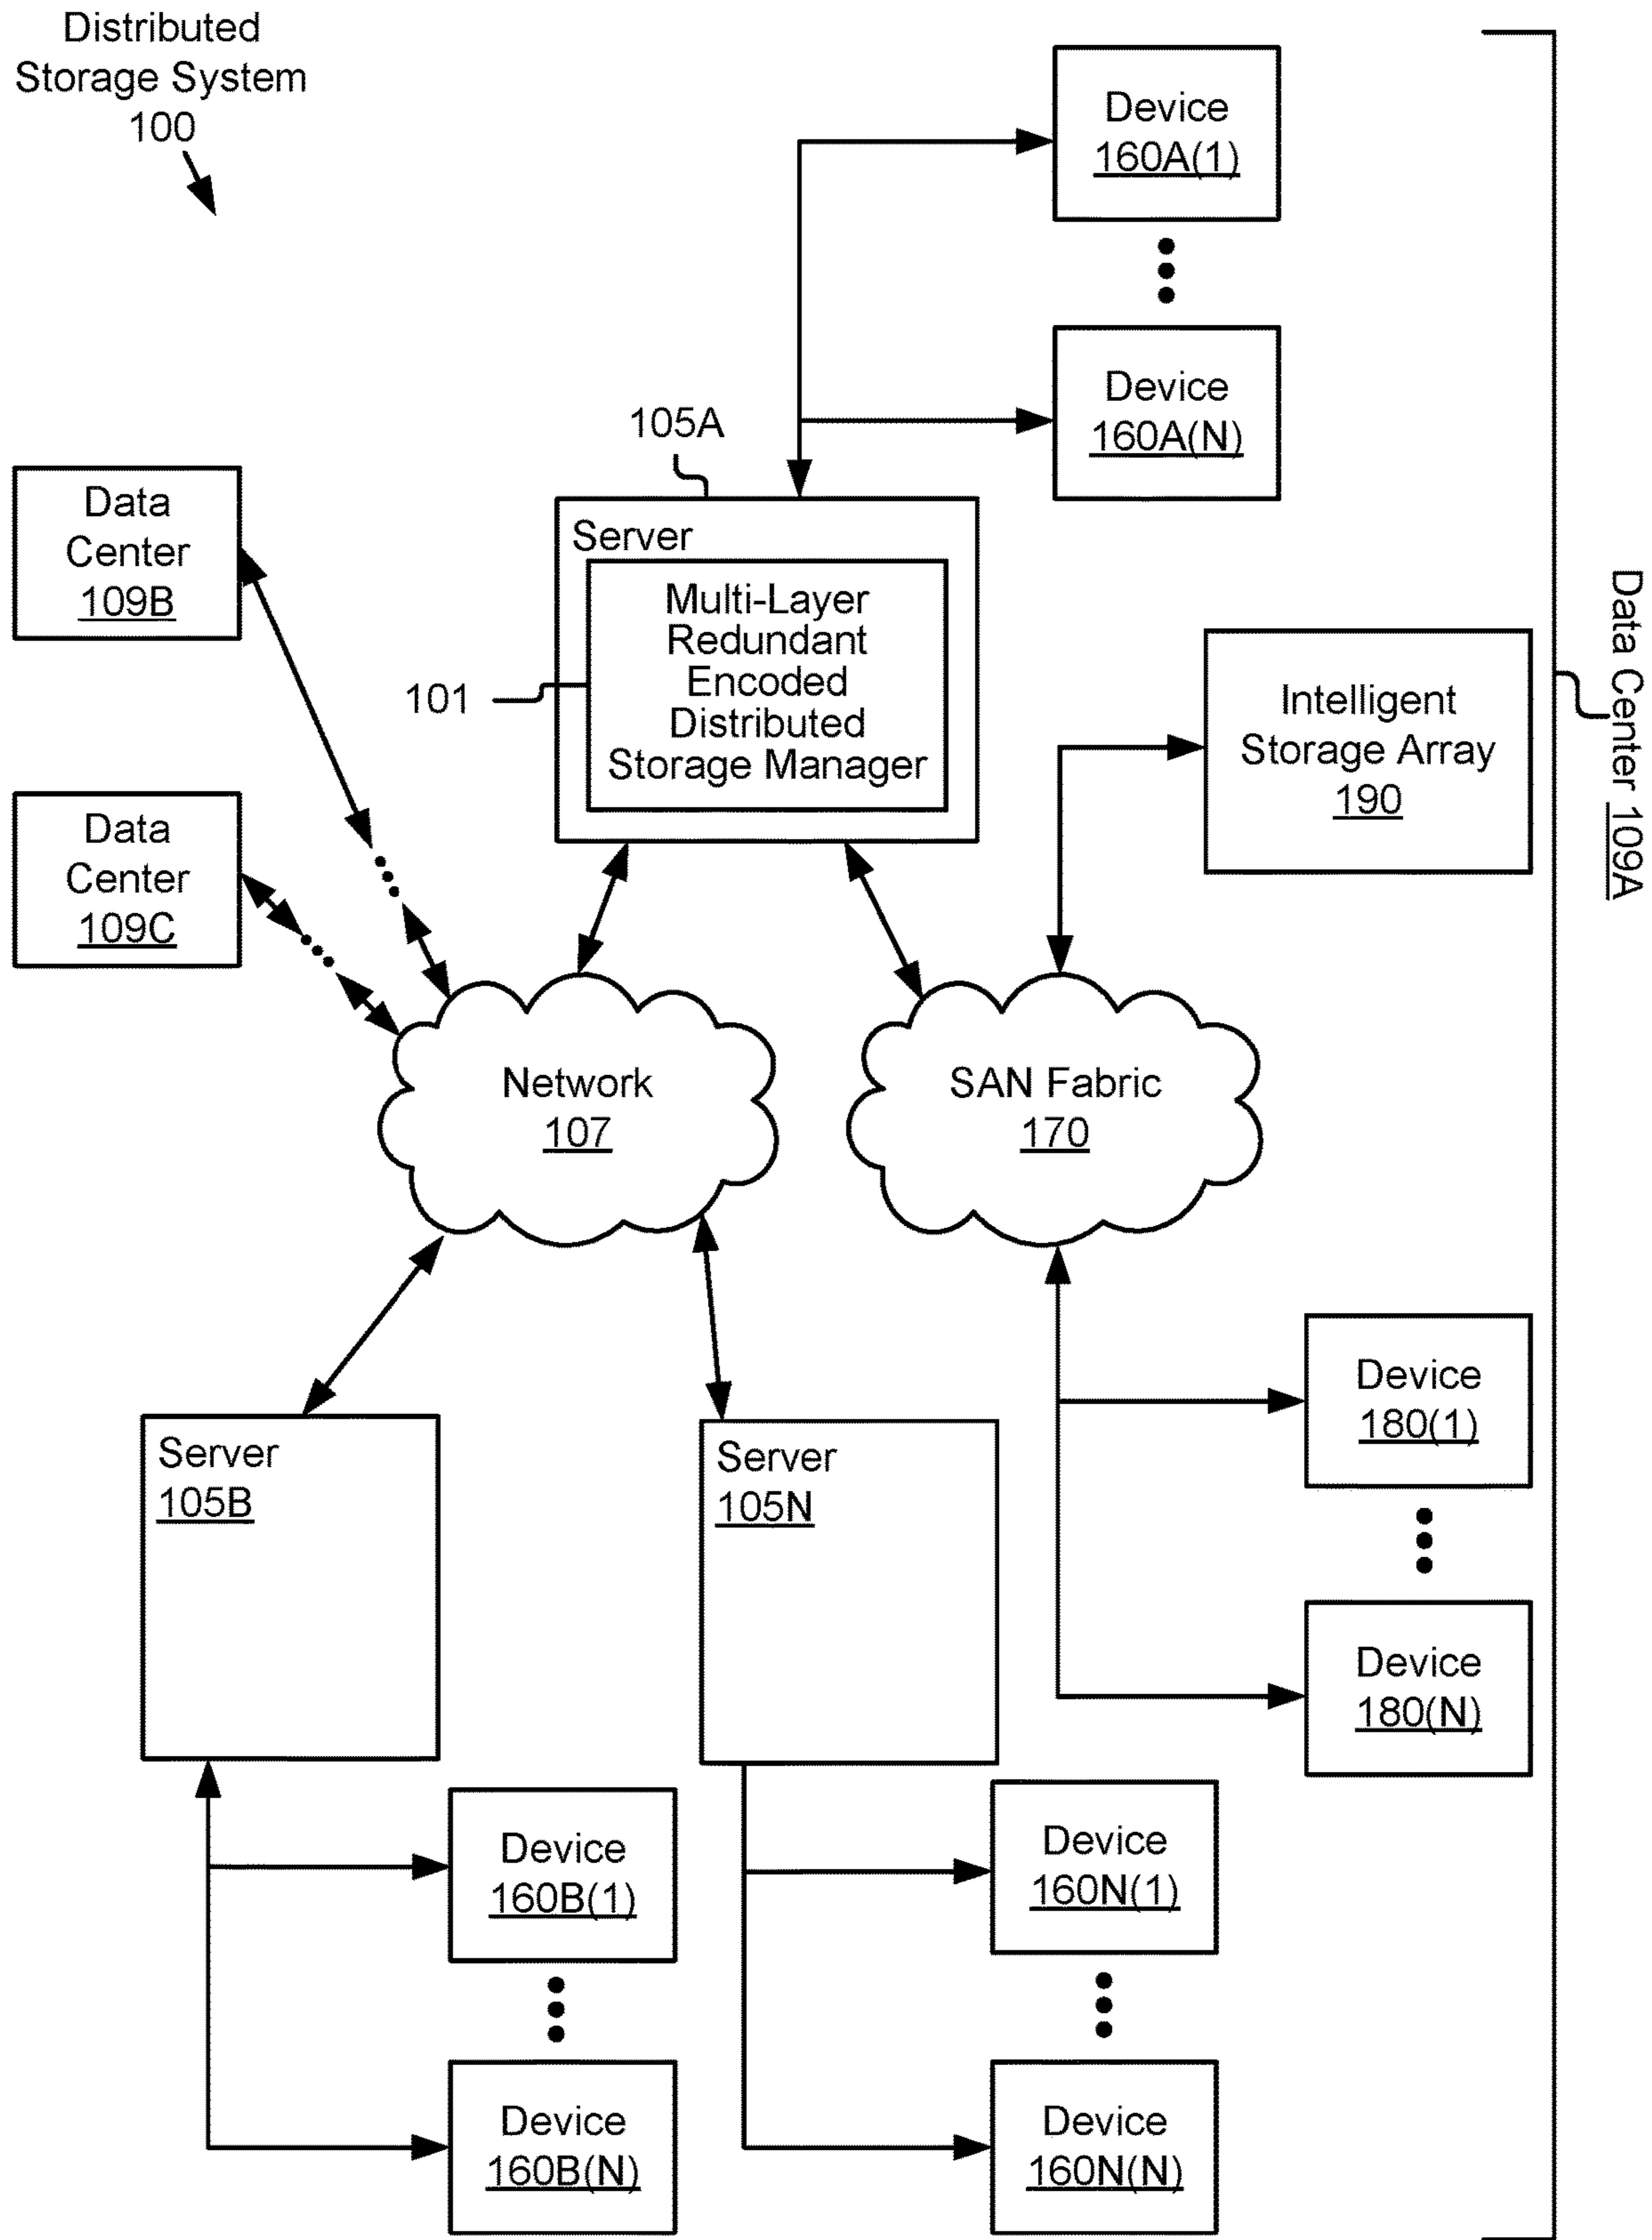 Distributed
Storage System
100
Device
160A(1)
Device
160A(N)
105A
Data
Center
109B
Server
Multi-Layer
Redundant
Encoded
Distributed
Storage Manager
101
Intelligent
Storage Array
190
Data Center 109A
Data
Center
109C
Network
107
SAN Fabric
170
Device
180(1)
Server
105B
Server
105N
Device
180(N)
Device
160B(1)
Device
160N(1)
Device
160B(N)
Device
160N(N)